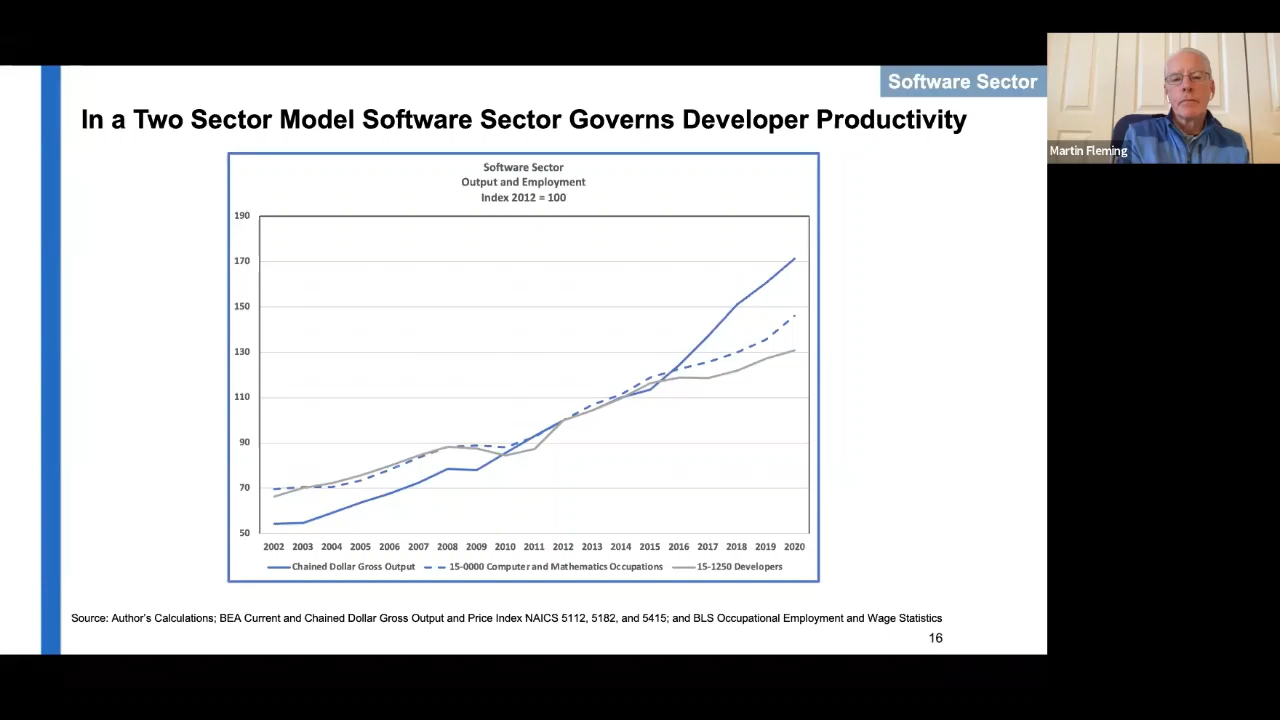 Software Sector
In a Two Sector Model Software Sector Governs Developer Productivity
Martin Fleming
Software Sector
Output and Employment
Index 2012 = 100
190
170
150
130
110
90
70
50
2002 2003 2004 2005 2006 2007 2008 2009 2010 2011 2012 2013 2014 2015 2016 2017 2018 2019 2020
Chained Dollar Gross Output 15-0000 Computer and Mathematics Occupations 15-1250 Developers
Source: Author's Calculations; BEA Current and Chained Dollar Gross Output and Price Index NAICS 5112, 5182, and 5415; and BLS Occupational Employment and Wage Statistics
16